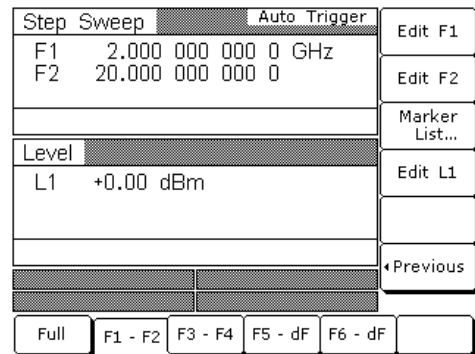 Step Sweep Auto Trigger
F1 2.000 000 000 0 GHz
F2 20.000 000 000 0
Level
L1 +0.00 dBm
Edit F1
Edit F2
Marker
List...
Edit L1
Previous
Full F1 - F2 F3 - F4 F5 - dF F6 - dF